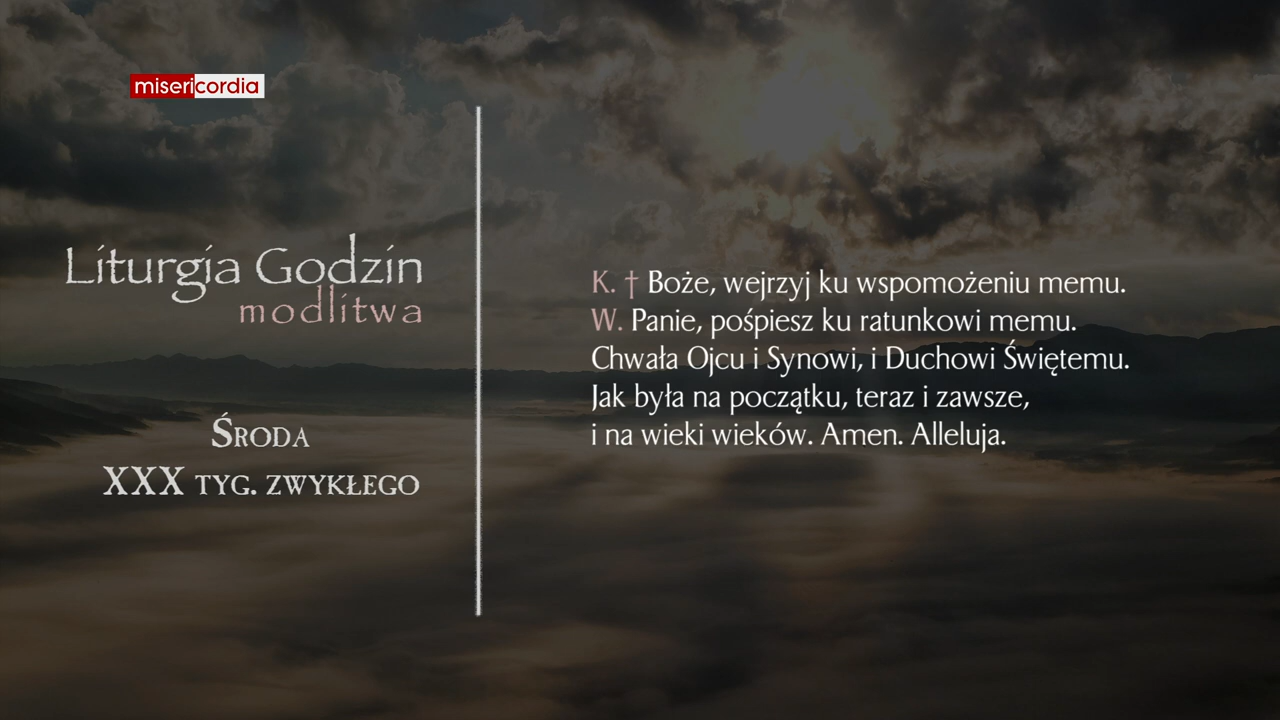 misericordia
Liturgia Godzin
modlitwa
Środa
XXX TYG. ZWYKŁEGO
K. † Boże, wejrzyj ku wspomożeniu memu.
W. Panie, pośpiesz ku ratunkowi memu.
Chwała Ojcu i Synowi, i Duchowi Świętemu.
Jak była na początku, teraz i zawsze,
i na wieki wieków. Amen. Alleluja.